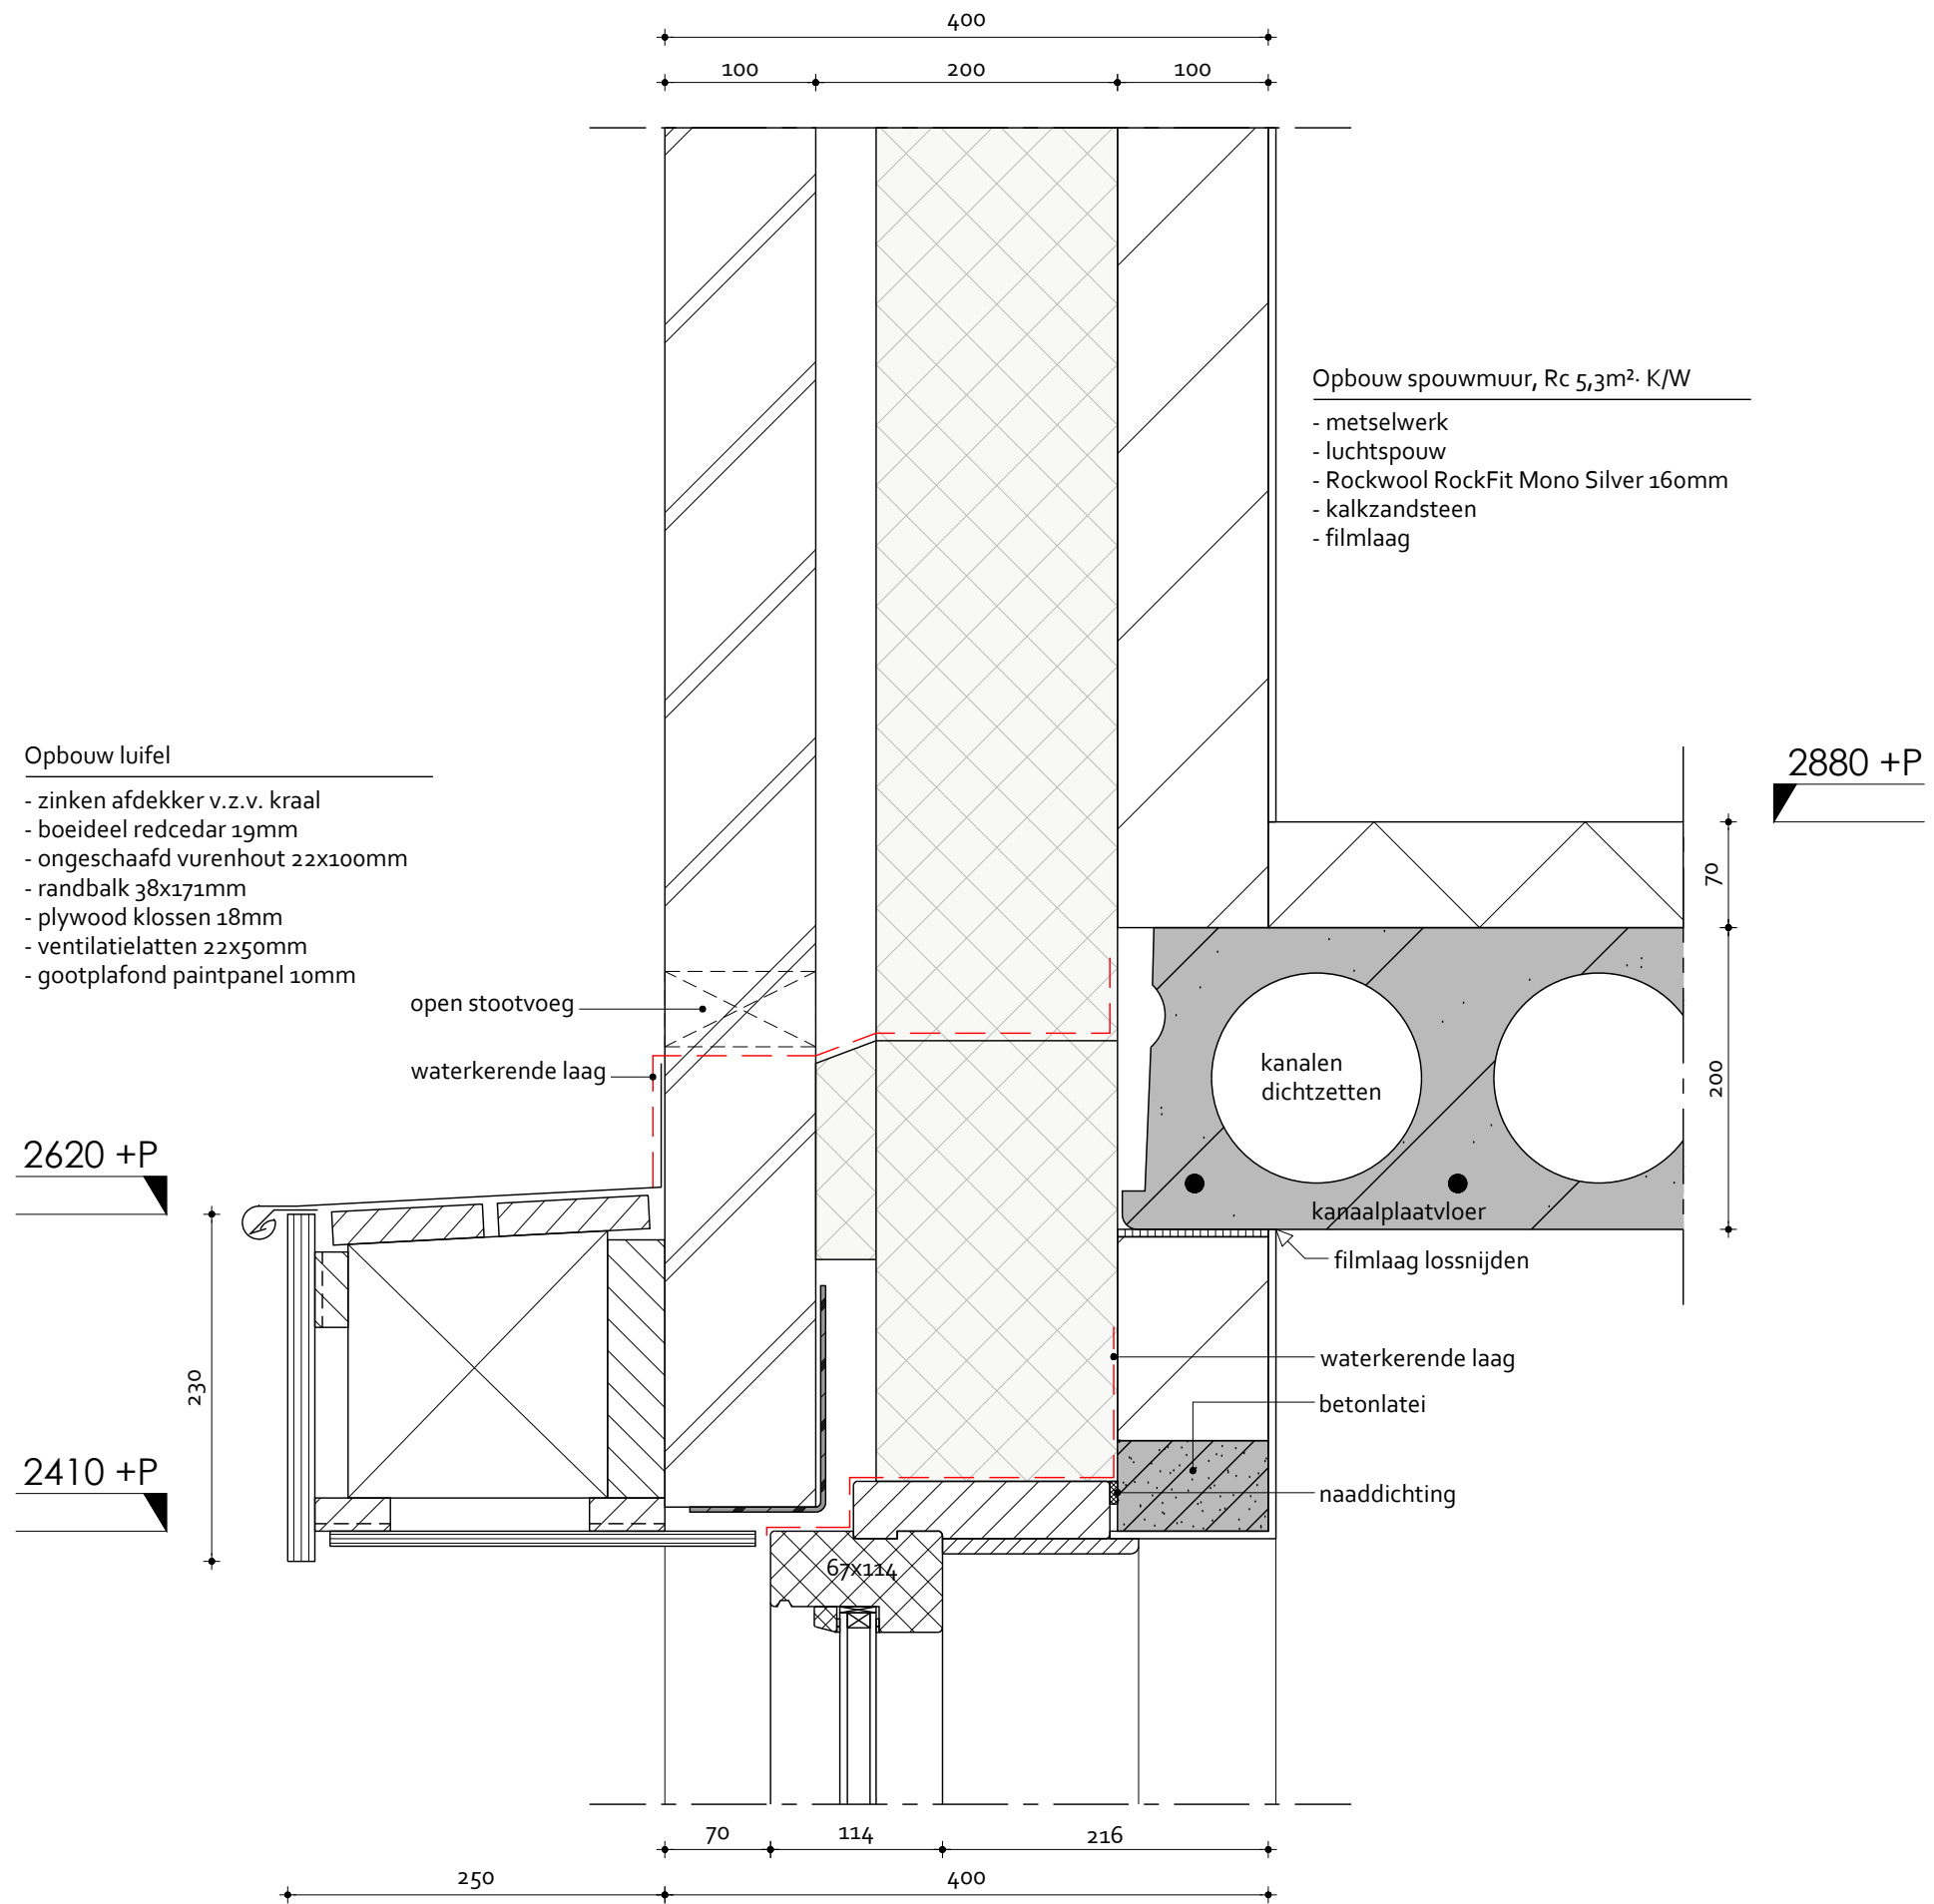 400
100
200
100
Opbouw spouwmuur, Rc 5,3m²· K/W
- metselwerk
- luchtspouw
- Rockwool RockFit Mono Silver 160mm
- kalkzandsteen
- filmlaag
Opbouw luifel
- zinken afdekker v.z.v. kraal
- boeideel redcedar 19mm
- ongeschaafd vurenhout 22x100mm
- randbalk 38x171mm
- plywood klossen 18mm
- ventilatielatten 22x50mm
- gootplafond paintpanel 10mm
2880 +P
70
200
open stootvoeg
waterkerende laag
kanalen
dichtzetten
2620 +P
kanaalplaatvloer
filmlaag lossnijden
waterkerende laag
230
betonlatei
2410 +P
naaddichting
67x114
70
114
216
250
400